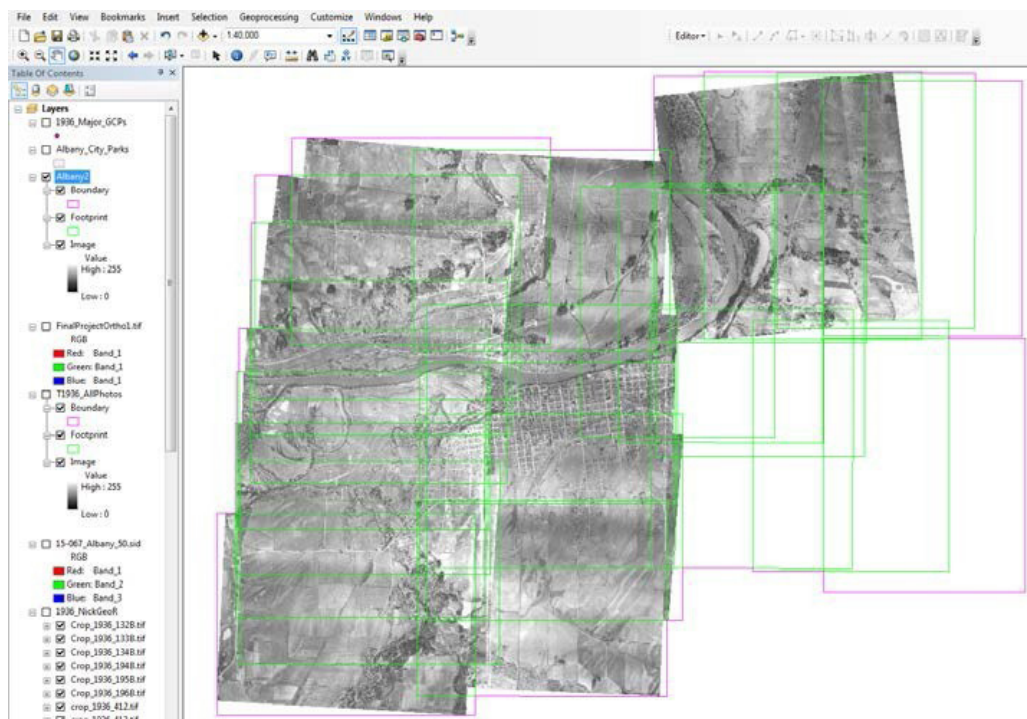 File Edit View Bookmarks Insert Selection Geoprocessing Customize Windows Help
1:40,000
Editor
Table Of Contents
Layers
1936_Major_GCPs
Albany_City_Parks
Albany2
Boundary
Footprint
Image
Value
High : 255
Low : 0
FinalProjectOrtho1.tif
RGB
Red: Band_1
Green: Band_1
Blue: Band_1
T1936_AllPhotos
Boundary
Footprint
Image
Value
High : 255
Low : 0
15-067_Albany_50.sid
RGB
Red: Band_1
Green: Band_2
Blue: Band_3
1936_NickGeoR
Crop_1936_132B.tif
Crop_1936_133B.tif
Crop_1936_134B.tif
Crop_1936_194B.tif
Crop_1936_195B.tif
Crop_1936_196B.tif
crop_1936_412.tif